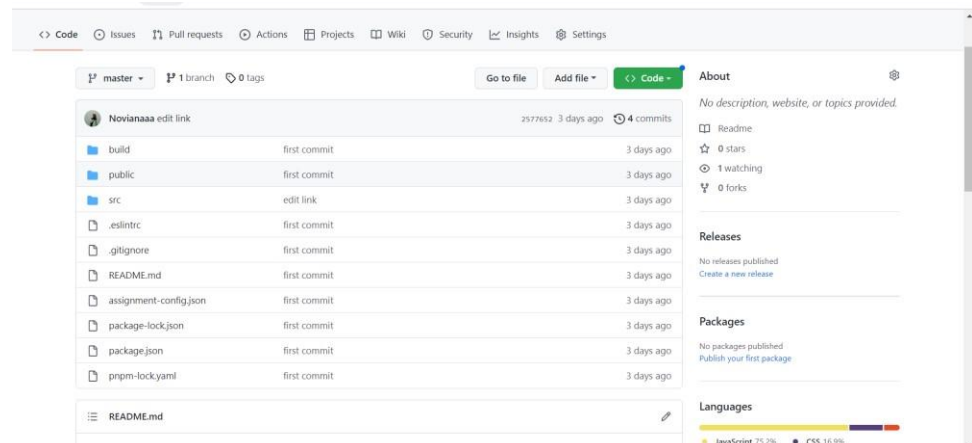 <> Code Issues Pull requests Actions Projects Wiki Security Insights Settings
master 1 branch 0 tags Go to file Add file Code
Novianaaa edit link 2577652 3 days ago 4 commits
build first commit 3 days ago
public first commit 3 days ago
src edit link 3 days ago
.eslintrc first commit 3 days ago
.gitignore first commit 3 days ago
README.md first commit 3 days ago
assignment-config.json first commit 3 days ago
package-lock.json first commit 3 days ago
package.json first commit 3 days ago
pnpm-lock.yaml first commit 3 days ago
README.md
About
No description, website, or topics provided.
Readme
0 stars
1 watching
0 forks
Releases
No releases published
Create a new release
Packages
No packages published
Publish your first package
Languages
JavaScript 75.2% CSS 16.9%